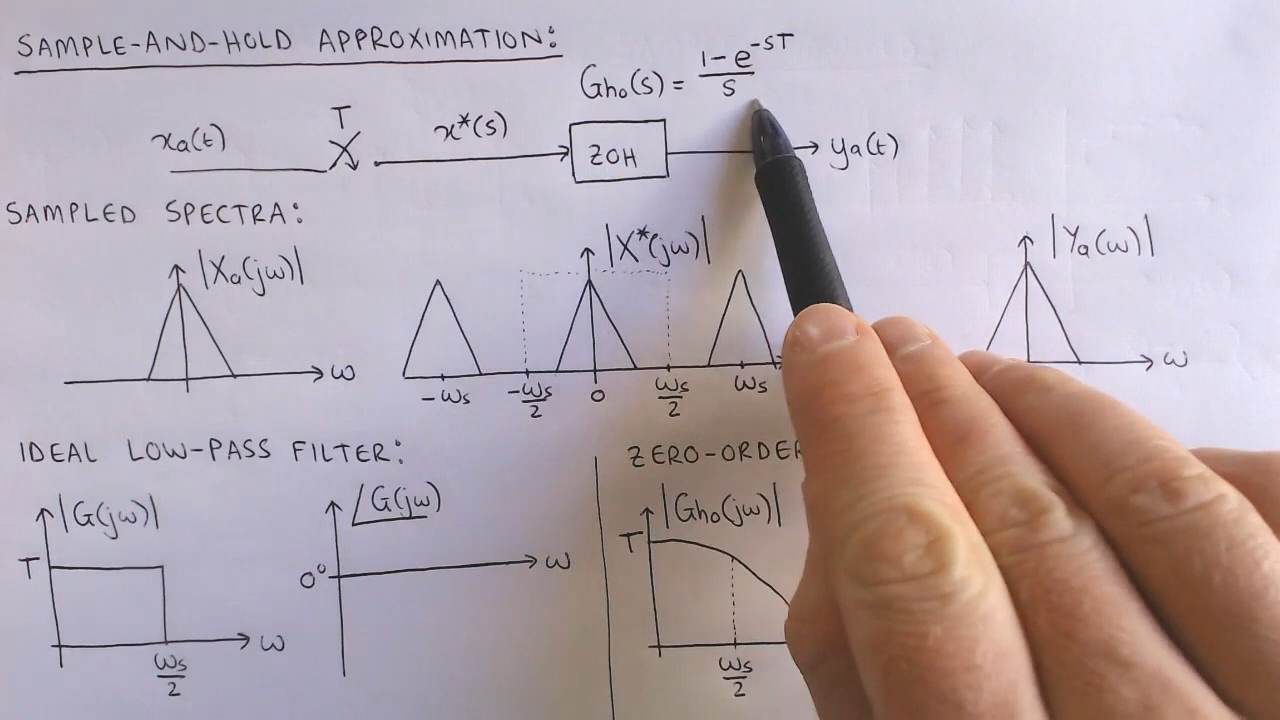 SAMPLE-AND-HOLD APPROXIMATION:
Gho(s) = (1-e^-sT)/s
xa(t)
T
x*(s)
ZOH
ya(t)
SAMPLED SPECTRA:
|Xa(jω)|
ω
|X*(jω)|
-ωs
-ωs/2
0
ωs/2
ωs
|Ya(ω)|
ω
IDEAL LOW-PASS FILTER:
|G(jω)|
T
ωs/2
ω
∠G(jω)
0°
ω
ZERO-ORDER
|Gho(jω)|
T
ωs/2